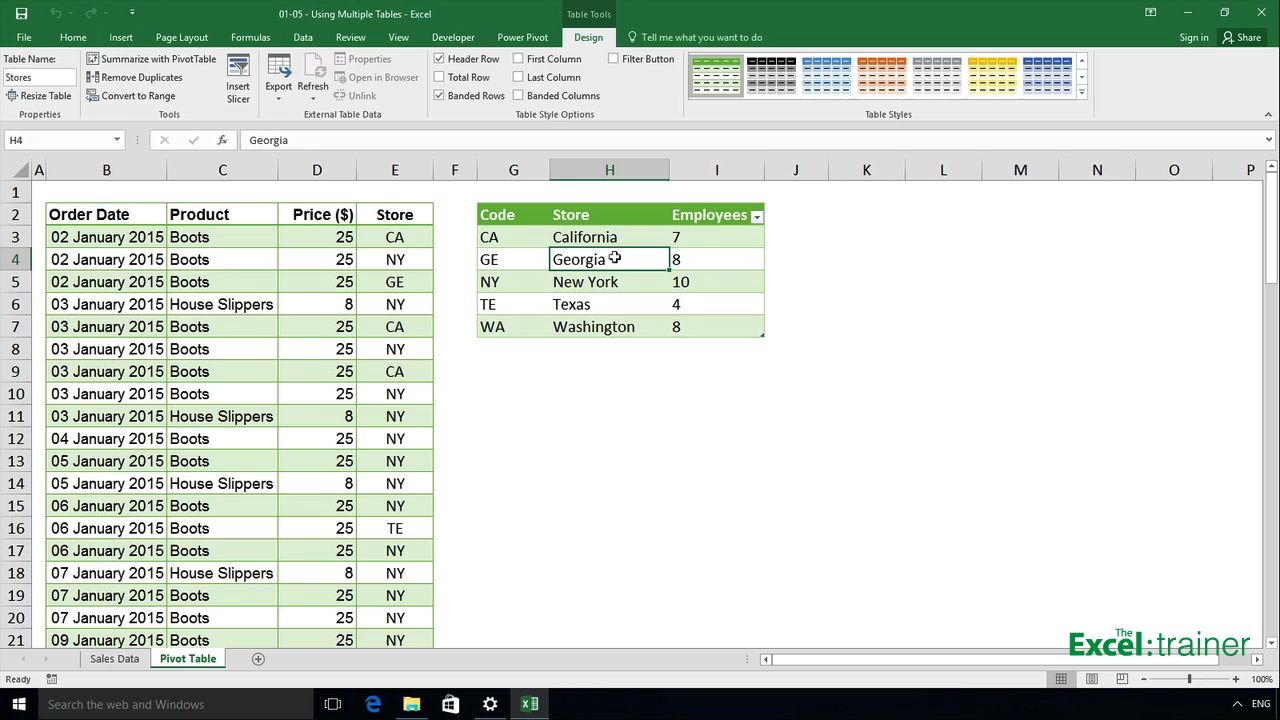 01-05 - Using Multiple Tables - Excel
Table Tools
File Home Insert Page Layout Formulas Data Review View Developer Power Pivot Design Tell me what you want to do Sign in Share
Table Name:
Stores
Resize Table
Properties
Summarize with PivotTable
Remove Duplicates
Convert to Range
Tools
Insert
Slicer
Export
Refresh
Properties
Open in Browser
Unlink
External Table Data
Header Row First Column Filter Button
Total Row Last Column
Banded Rows Banded Columns
Table Style Options
Table Styles
H4 fx Georgia
A B C D E F G H I J K L M N O P
1
2 Order Date Product Price ($) Store Code Store Employees
3 02 January 2015 Boots 25 CA CA California 7
4 02 January 2015 Boots 25 NY GE Georgia 8
5 02 January 2015 Boots 25 GE NY New York 10
6 03 January 2015 House Slippers 8 NY TE Texas 4
7 03 January 2015 Boots 25 CA WA Washington 8
8 03 January 2015 Boots 25 NY
9 03 January 2015 Boots 25 CA
10 03 January 2015 Boots 25 NY
11 03 January 2015 House Slippers 8 NY
12 04 January 2015 Boots 25 NY
13 05 January 2015 Boots 25 NY
14 05 January 2015 House Slippers 8 NY
15 06 January 2015 Boots 25 NY
16 06 January 2015 Boots 25 TE
17 06 January 2015 Boots 25 NY
18 07 January 2015 House Slippers 8 NY
19 07 January 2015 Boots 25 NY
20 07 January 2015 Boots 25 NY
21 09 January 2015 Boots 25 NY
The
Excel:trainer
Sales Data Pivot Table
Ready 100%
Search the web and Windows ENG